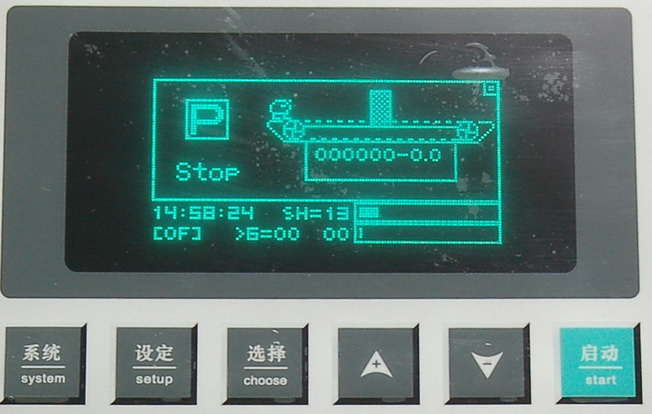 P
000000-0.0
Stop
14:58:24 SH=13
[OF] >6=00 00
系统 设定 选择 + - 启动
system setup choose start